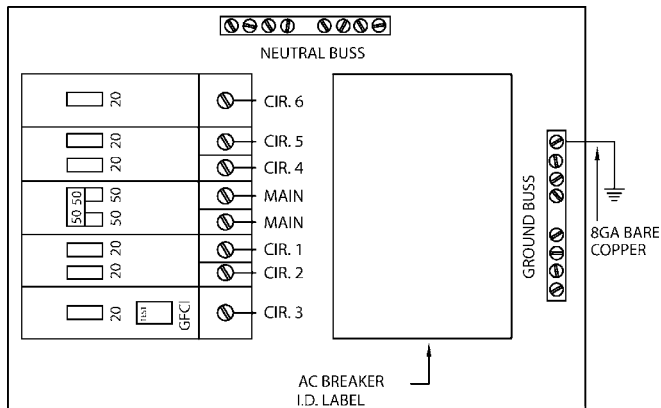 NEUTRAL BUSS
20 CIR. 6
20 CIR. 5
20 CIR. 4
50 50 MAIN
50 50 MAIN
20 CIR. 1
20 CIR. 2
20 TEST GFCI CIR. 3
GROUND BUSS
8GA BARE
COPPER
AC BREAKER
I.D. LABEL